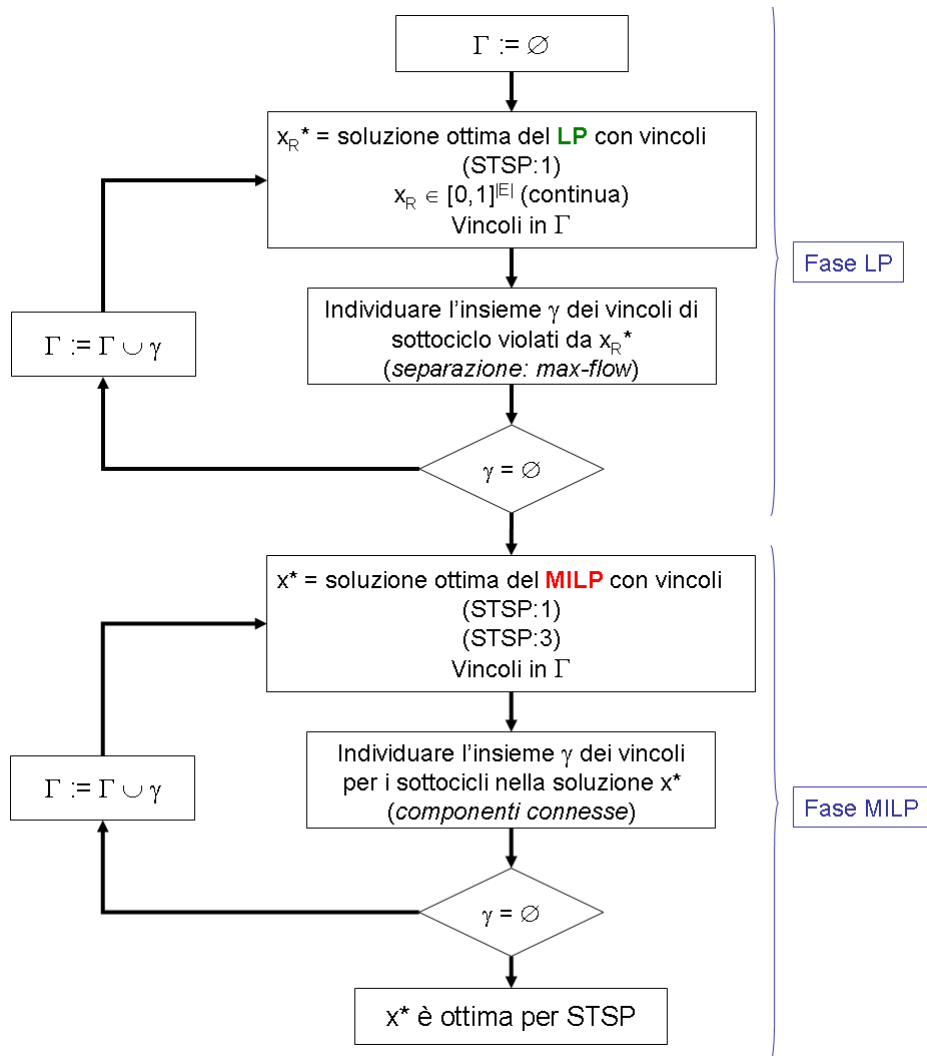 Γ := ∅
x_R* = soluzione ottima del LP con vincoli
(STSP:1)
x_R ∈ [0,1]^|E| (continua)
Vincoli in Γ
Fase LP
Individuare l'insieme γ dei vincoli di
sottociclo violati da x_R*
(separazione: max-flow)
Γ := Γ ∪ γ
γ = ∅
x* = soluzione ottima del MILP con vincoli
(STSP:1)
(STSP:3)
Vincoli in Γ
Individuare l'insieme γ dei vincoli
per i sottocicli nella soluzione x*
(componenti connesse)
Γ := Γ ∪ γ
Fase MILP
γ = ∅
x* è ottima per STSP